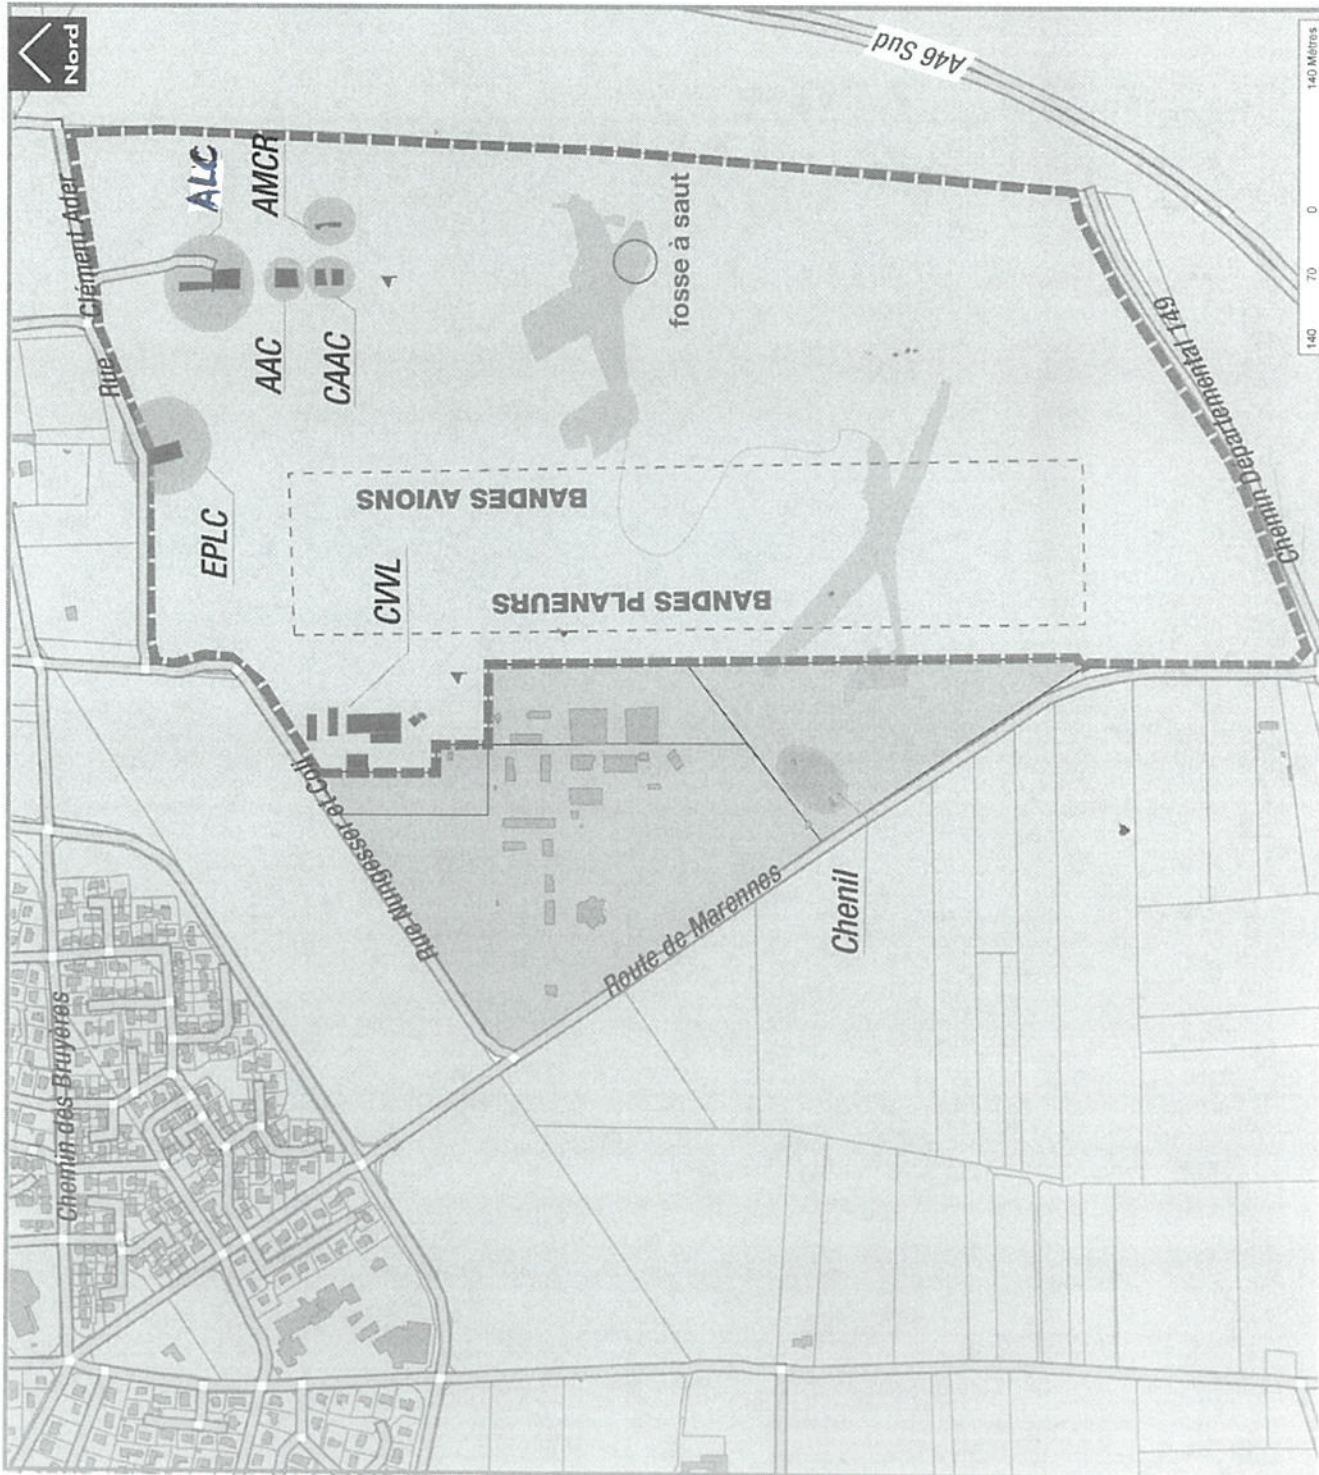 Nord
A46 Sud
Clément Ader
Rue
ALC
AMCR
AAC
CAAC
EPLC
CVVL
fosse à saut
BANDES AVIONS
BANDES PLANEURS
Chemin Départemental 149
Rue Nungesser et Coli
Route de Marennes
Chenil
Chemin des Bruyères
140 70 0 140 Mètres